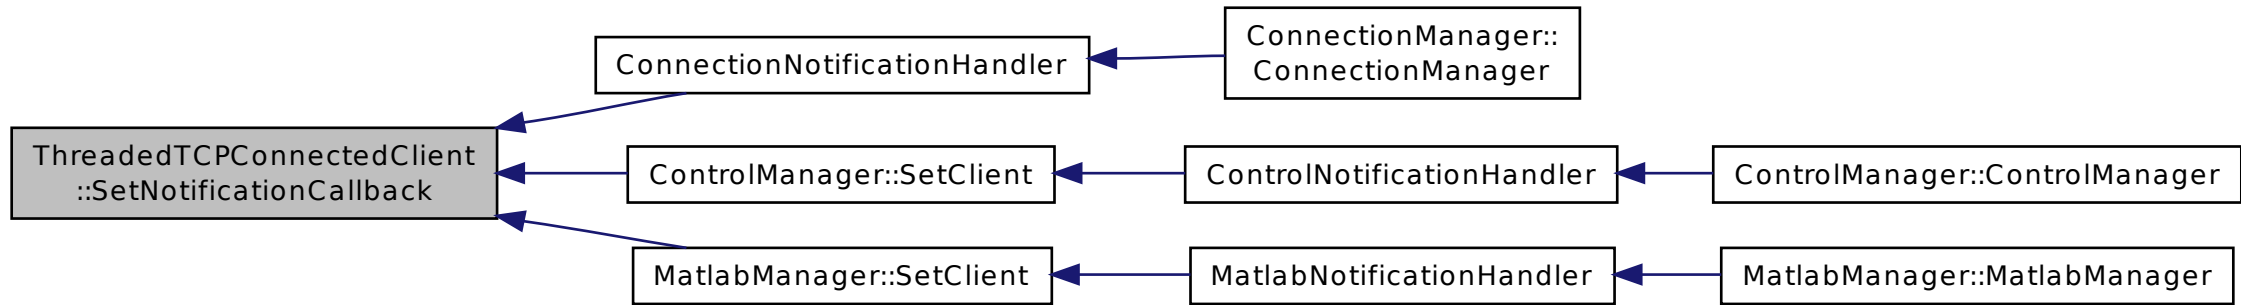 ThreadedTCPConnectedClient
::SetNotificationCallback
ConnectionNotificationHandler
ConnectionManager::
ConnectionManager
ControlManager::SetClient
ControlNotificationHandler
ControlManager::ControlManager
MatlabManager::SetClient
MatlabNotificationHandler
MatlabManager::MatlabManager